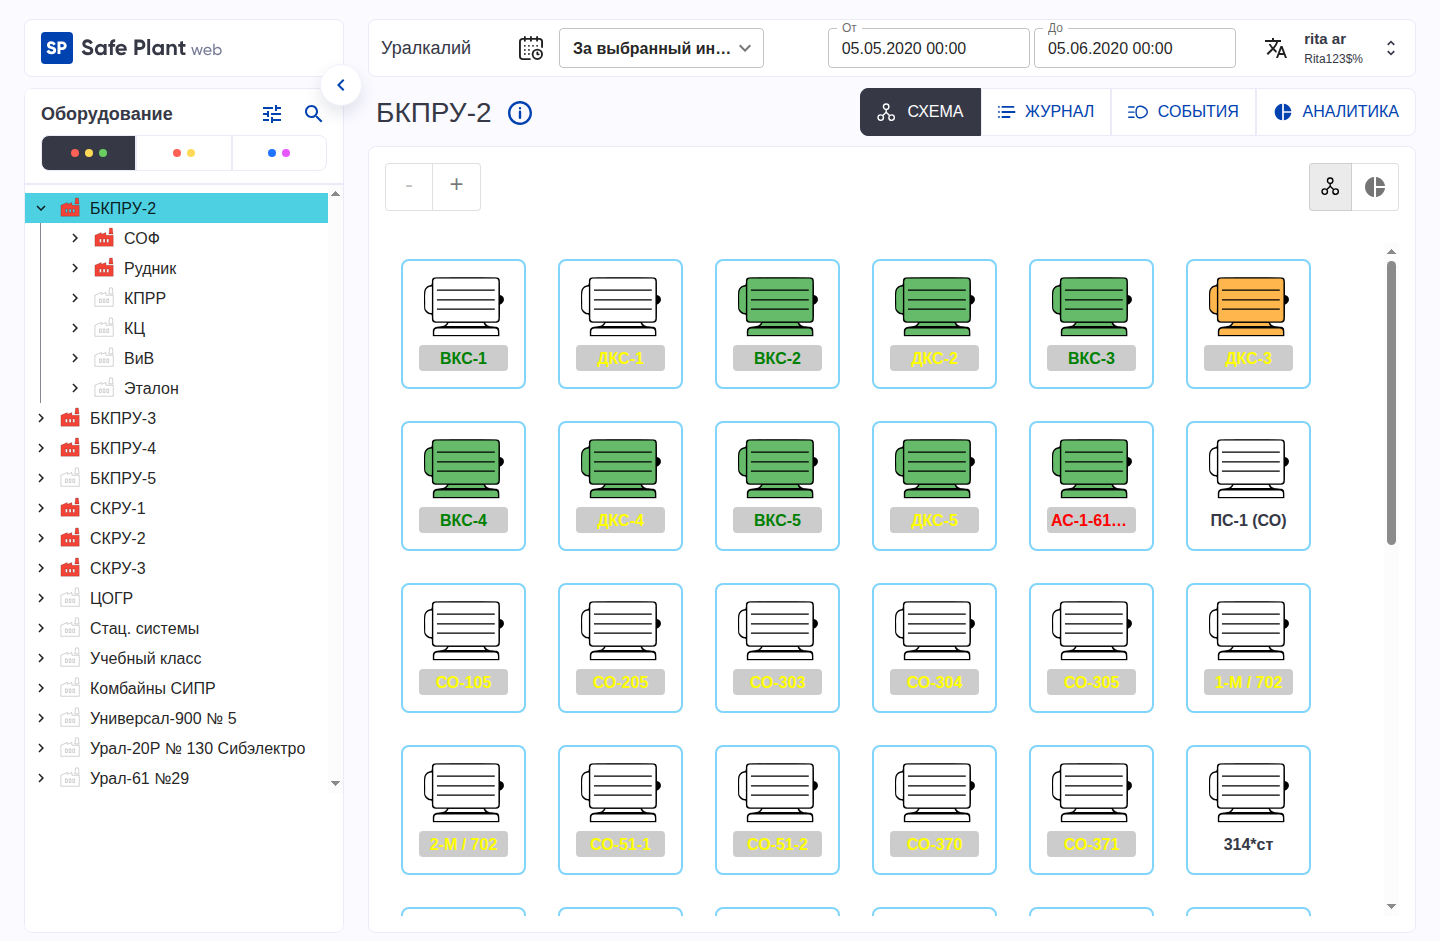 SP Safe Plant web
Уралкалий
За выбранный ин...
От
05.05.2020 00:00
До
05.06.2020 00:00
rita ar
Rita123$%
Оборудование
БКПРУ-2
СОФ
Рудник
КПРР
КЦ
ВиВ
Эталон
БКПРУ-3
БКПРУ-4
БКПРУ-5
СКРУ-1
СКРУ-2
СКРУ-3
ЦОГР
Стац. системы
Учебный класс
Комбайны СИПР
Универсал-900 № 5
Урал-20Р № 130 Сибэлектро
Урал-61 №29
БКПРУ-2
СХЕМА
ЖУРНАЛ
СОБЫТИЯ
АНАЛИТИКА
- +
ВКС-1 ДКС-1 ВКС-2 ДКС-2 ВКС-3 ДКС-3
ВКС-4 ДКС-4 ВКС-5 ДКС-5 АС-1-61... ПС-1 (СО)
СО-105 СО-205 СО-303 СО-304 СО-305 1-М / 702
2-М / 702 СО-51-1 СО-51-2 СО-370 СО-371 314*ст